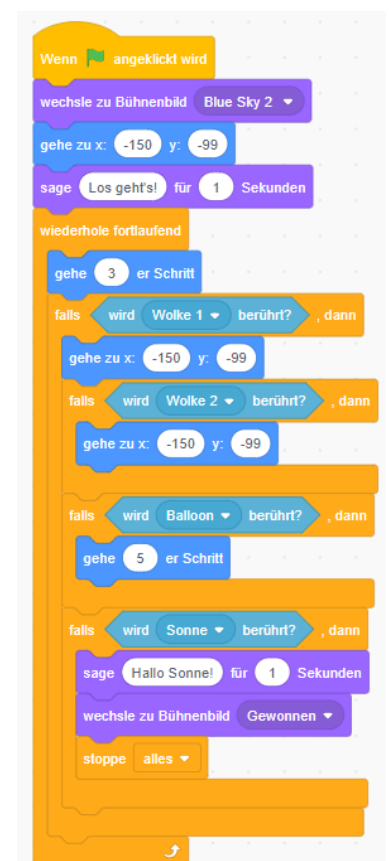 Wenn angeklickt wird
wechsle zu Bühnenbild Blue Sky 2
gehe zu x: -150 y: -99
sage Los geht's! für 1 Sekunden
wiederhole fortlaufend
gehe 3 er Schritt
falls wird Wolke 1 berührt? , dann
gehe zu x: -150 y: -99
falls wird Wolke 2 berührt? , dann
gehe zu x: -150 y: -99
falls wird Balloon berührt? , dann
gehe 5 er Schritt
falls wird Sonne berührt? , dann
sage Hallo Sonne! für 1 Sekunden
wechsle zu Bühnenbild Gewonnen
stoppe alles